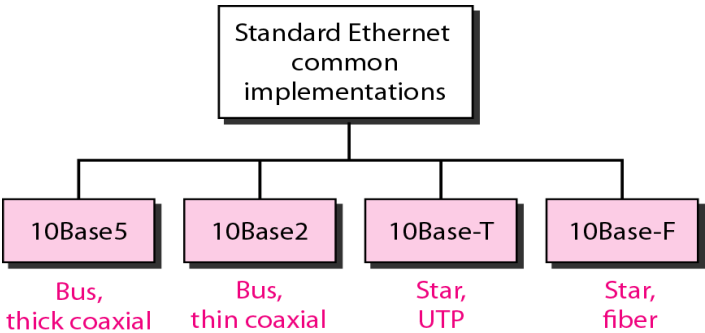 Standard Ethernet
common
implementations
10Base5
10Base2
10Base-T
10Base-F
Bus,
thick coaxial
Bus,
thin coaxial
Star,
UTP
Star,
fiber